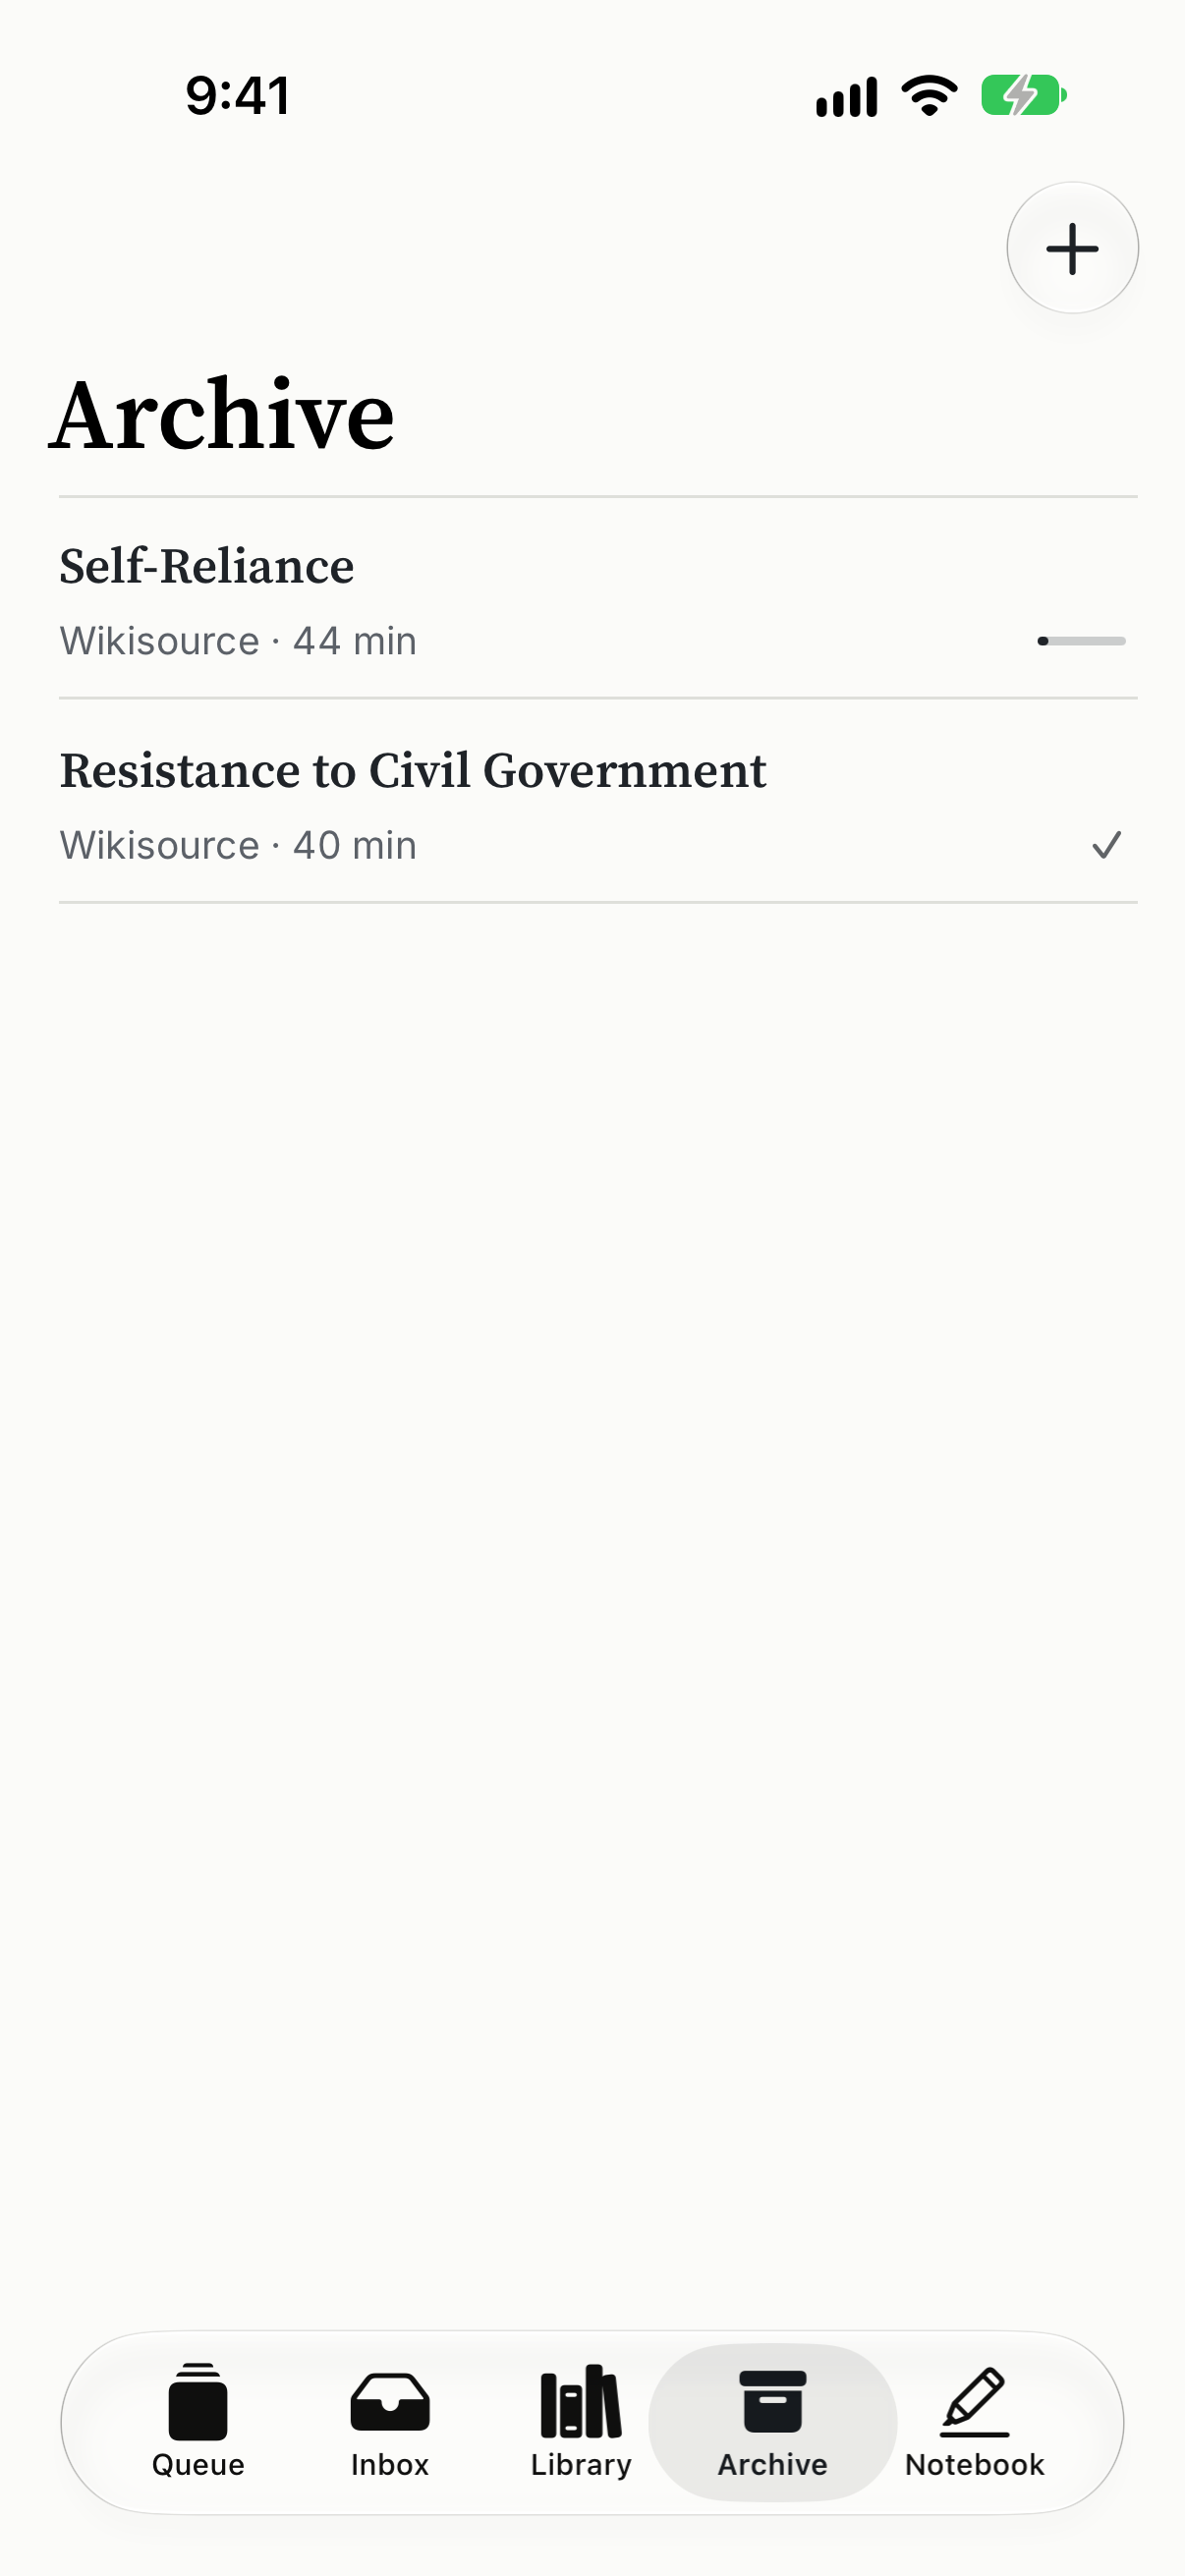 9:41
Archive
Self-Reliance
Wikisource · 44 min
Resistance to Civil Government
Wikisource · 40 min
Queue
Inbox
Library
Archive
Notebook